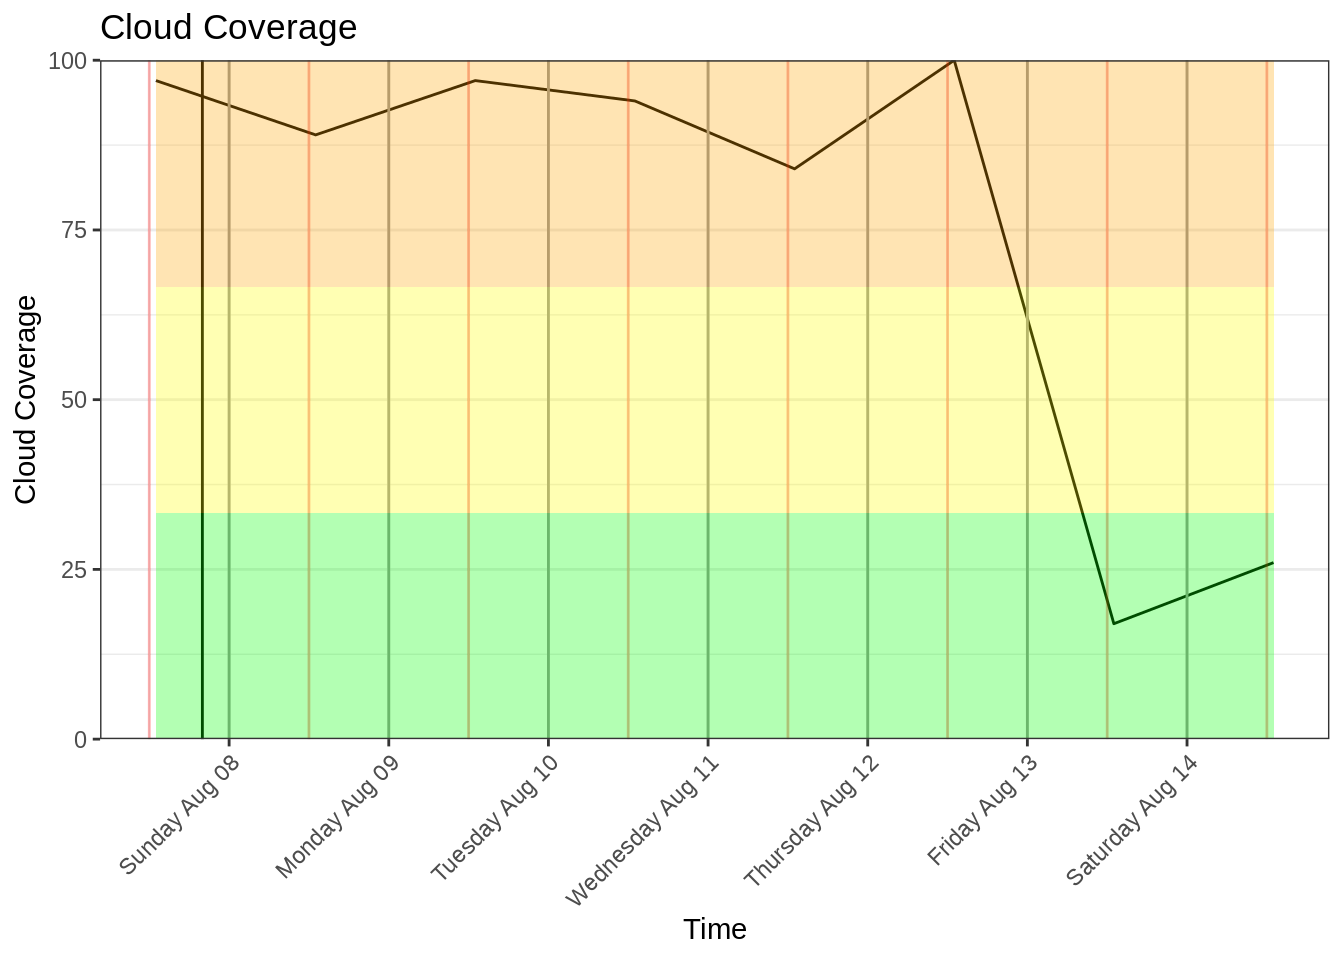 Cloud Coverage
100
75
50
25
0
Cloud Coverage
Sunday Aug 08
Monday Aug 09
Tuesday Aug 10
Wednesday Aug 11
Thursday Aug 12
Friday Aug 13
Saturday Aug 14
Time